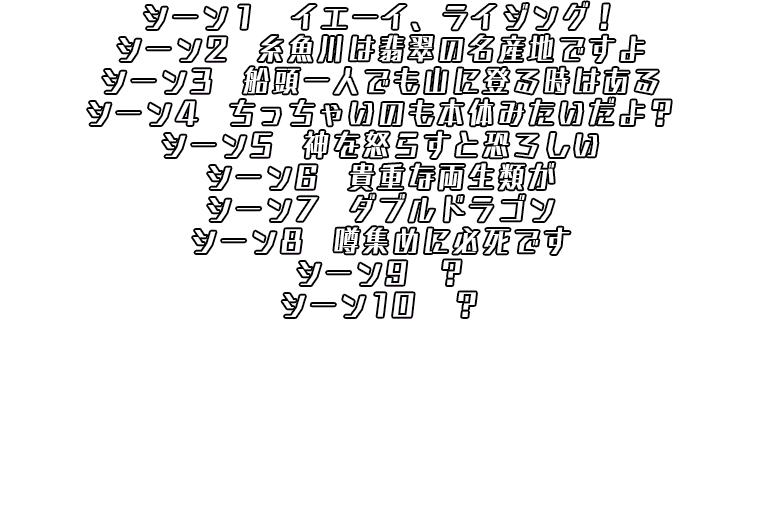 シーン1　イエーイ、ライジング!
シーン2　糸魚川は翡翠の名産地ですよ
シーン3　船頭一人でも山に登る時はある
シーン4　ちっちゃいのも本体みたいだよ?
シーン5　神を怒らすと恐ろしい
シーン6　貴重な両生類が
シーン7　ダブルドラゴン
シーン8　噂集めに必死です
シーン9　?
シーン10　?